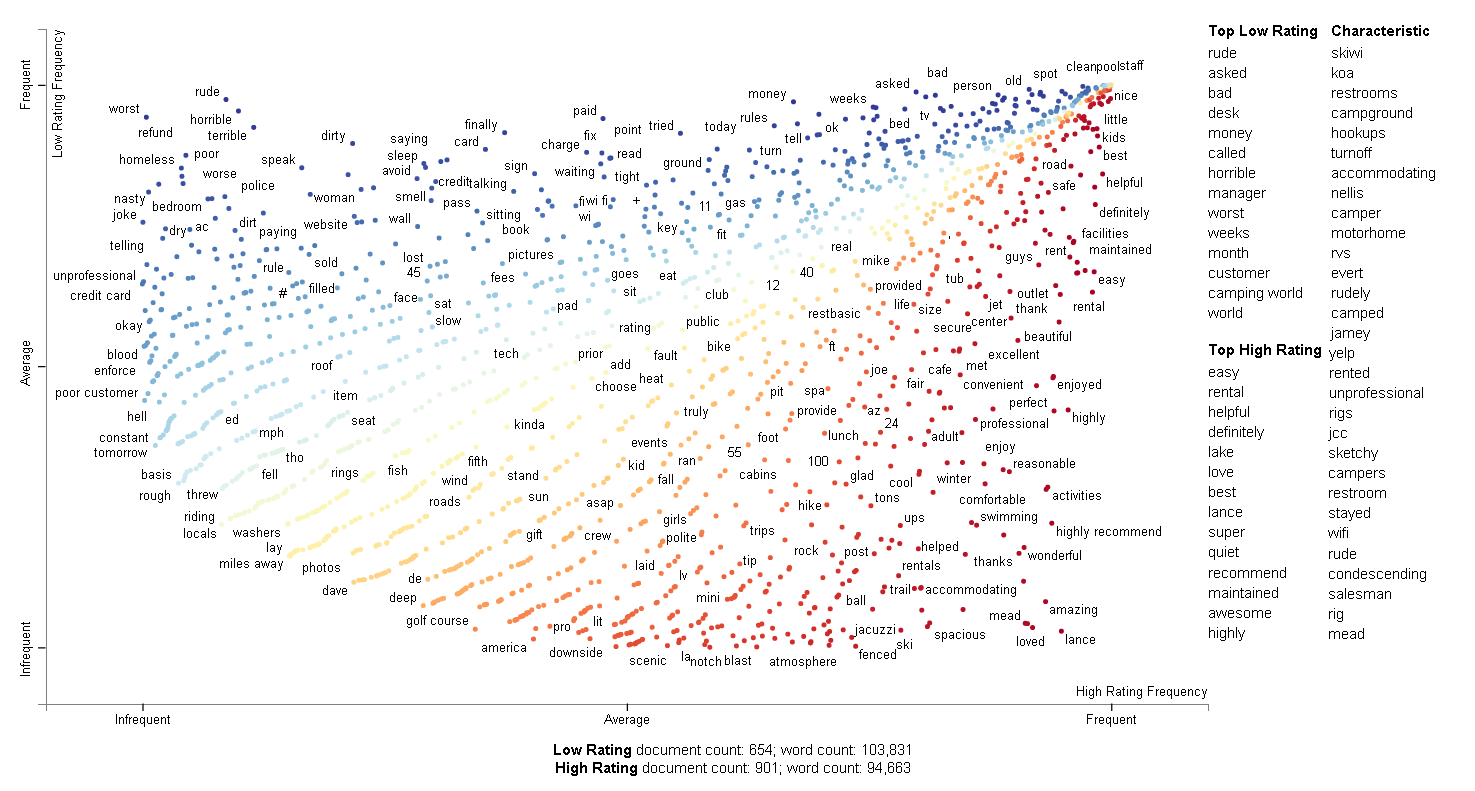 Frequent
Average
Infrequent
Low Rating Frequency
cleanpoolstaff
bad
asked
person
old
spot
nice
money
weeks
worst
rude
paid
rules
tv
little
horrible
finally
point
tried
today
ok
bed
kids
refund
terrible
dirty
saying
card
fix
tell
charge
read
turn
best
homeless
poor
speak
sleep
sign
ground
road
worse
avoid
waiting
tight
safe
helpful
police
credit
talking
nasty
bedroom
woman
smell
pass
fiwi fi
+
11
gas
joke
sitting
wi
definitely
dry
ac
dirt
paying
website
wall
book
key
fit
facilities
telling
real
rent
maintained
guys
lost
pictures
unprofessional
rule
sold
45
fees
goes
eat
40
mike
tub
easy
credit card
#
filled
face
sat
pad
sit
club
12
provided
outlet
life
size
jet
thank
rental
okay
slow
rating
public
restbasic
secure
center
beautiful
blood
enforce
roof
tech
prior
add
fault
bike
ft
excellent
poor customer
item
choose
heat
joe
cafe
met
convenient
enjoyed
hell
ed
mph
seat
kinda
truly
pit
spa
fair
perfect
provide
az
24
professional
highly
constant
tomorrow
tho
events
foot
lunch
adult
enjoy
basis
rough
threw
fell
rings
fish
fifth
wind
stand
kid
ran
55
100
fall
cabins
glad
cool
winter
reasonable
riding
locals
washers
roads
sun
asap
hike
tons
comfortable
activities
lay
miles away
gift
crew
girls
polite
trips
ups
swimming
highly recommend
photos
dave
de
laid
lv
tip
rock
post
helped
rentals
thanks
wonderful
deep
golf course
mini
ball
trail
accommodating
amazing
america
pro
lit
downside
jacuzzi
spacious
mead
loved
lance
scenic
la
notch
blast
atmosphere
fenced
ski
High Rating Frequency
Infrequent
Average
Frequent
Low Rating document count: 654; word count: 103,831
High Rating document count: 901; word count: 94,663
Top Low Rating
rude
asked
bad
desk
money
called
horrible
manager
worst
weeks
month
customer
camping world
world
Top High Rating
easy
rental
helpful
definitely
lake
love
best
lance
super
quiet
recommend
maintained
awesome
highly
Characteristic
skiwi
koa
restrooms
campground
hookups
turnoff
accommodating
nellis
camper
motorhome
rvs
evert
rudely
camped
jamey
yelp
rented
unprofessional
rigs
jcc
sketchy
campers
restroom
stayed
wifi
rude
condescending
salesman
rig
mead